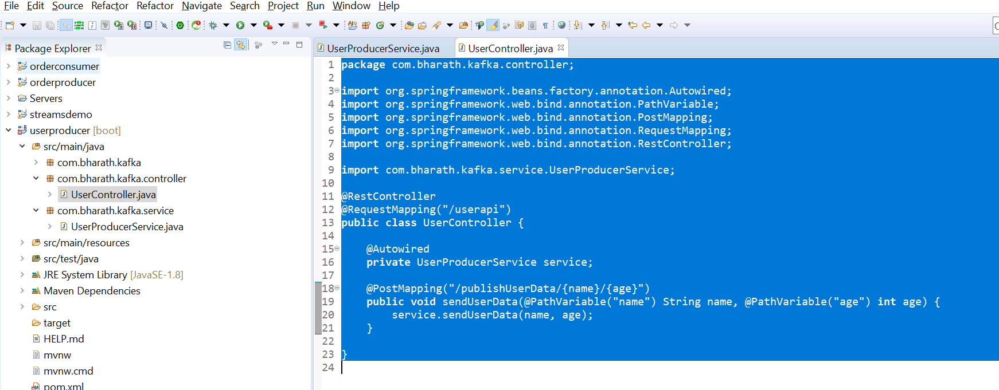 File Edit Source Refactor Refactor Navigate Search Project Run Window Help
Package Explorer
orderconsumer
orderproducer
Servers
streamsdemo
userproducer [boot]
src/main/java
com.bharath.kafka
com.bharath.kafka.controller
UserController.java
com.bharath.kafka.service
UserProducerService.java
src/main/resources
src/test/java
JRE System Library [JavaSE-1.8]
Maven Dependencies
src
target
HELP.md
mvnw
mvnw.cmd
pom.xml
UserProducerService.java UserController.java
1 package com.bharath.kafka.controller;
2
3 import org.springframework.beans.factory.annotation.Autowired;
4 import org.springframework.web.bind.annotation.PathVariable;
5 import org.springframework.web.bind.annotation.PostMapping;
6 import org.springframework.web.bind.annotation.RequestMapping;
7 import org.springframework.web.bind.annotation.RestController;
8
9 import com.bharath.kafka.service.UserProducerService;
10
11 @RestController
12 @RequestMapping("/userapi")
13 public class UserController {
14
15 @Autowired
16 private UserProducerService service;
17
18 @PostMapping("/publishUserData/{name}/{age}")
19 public void sendUserData(@PathVariable("name") String name, @PathVariable("age") int age) {
20 service.sendUserData(name, age);
21 }
22
23 }
24